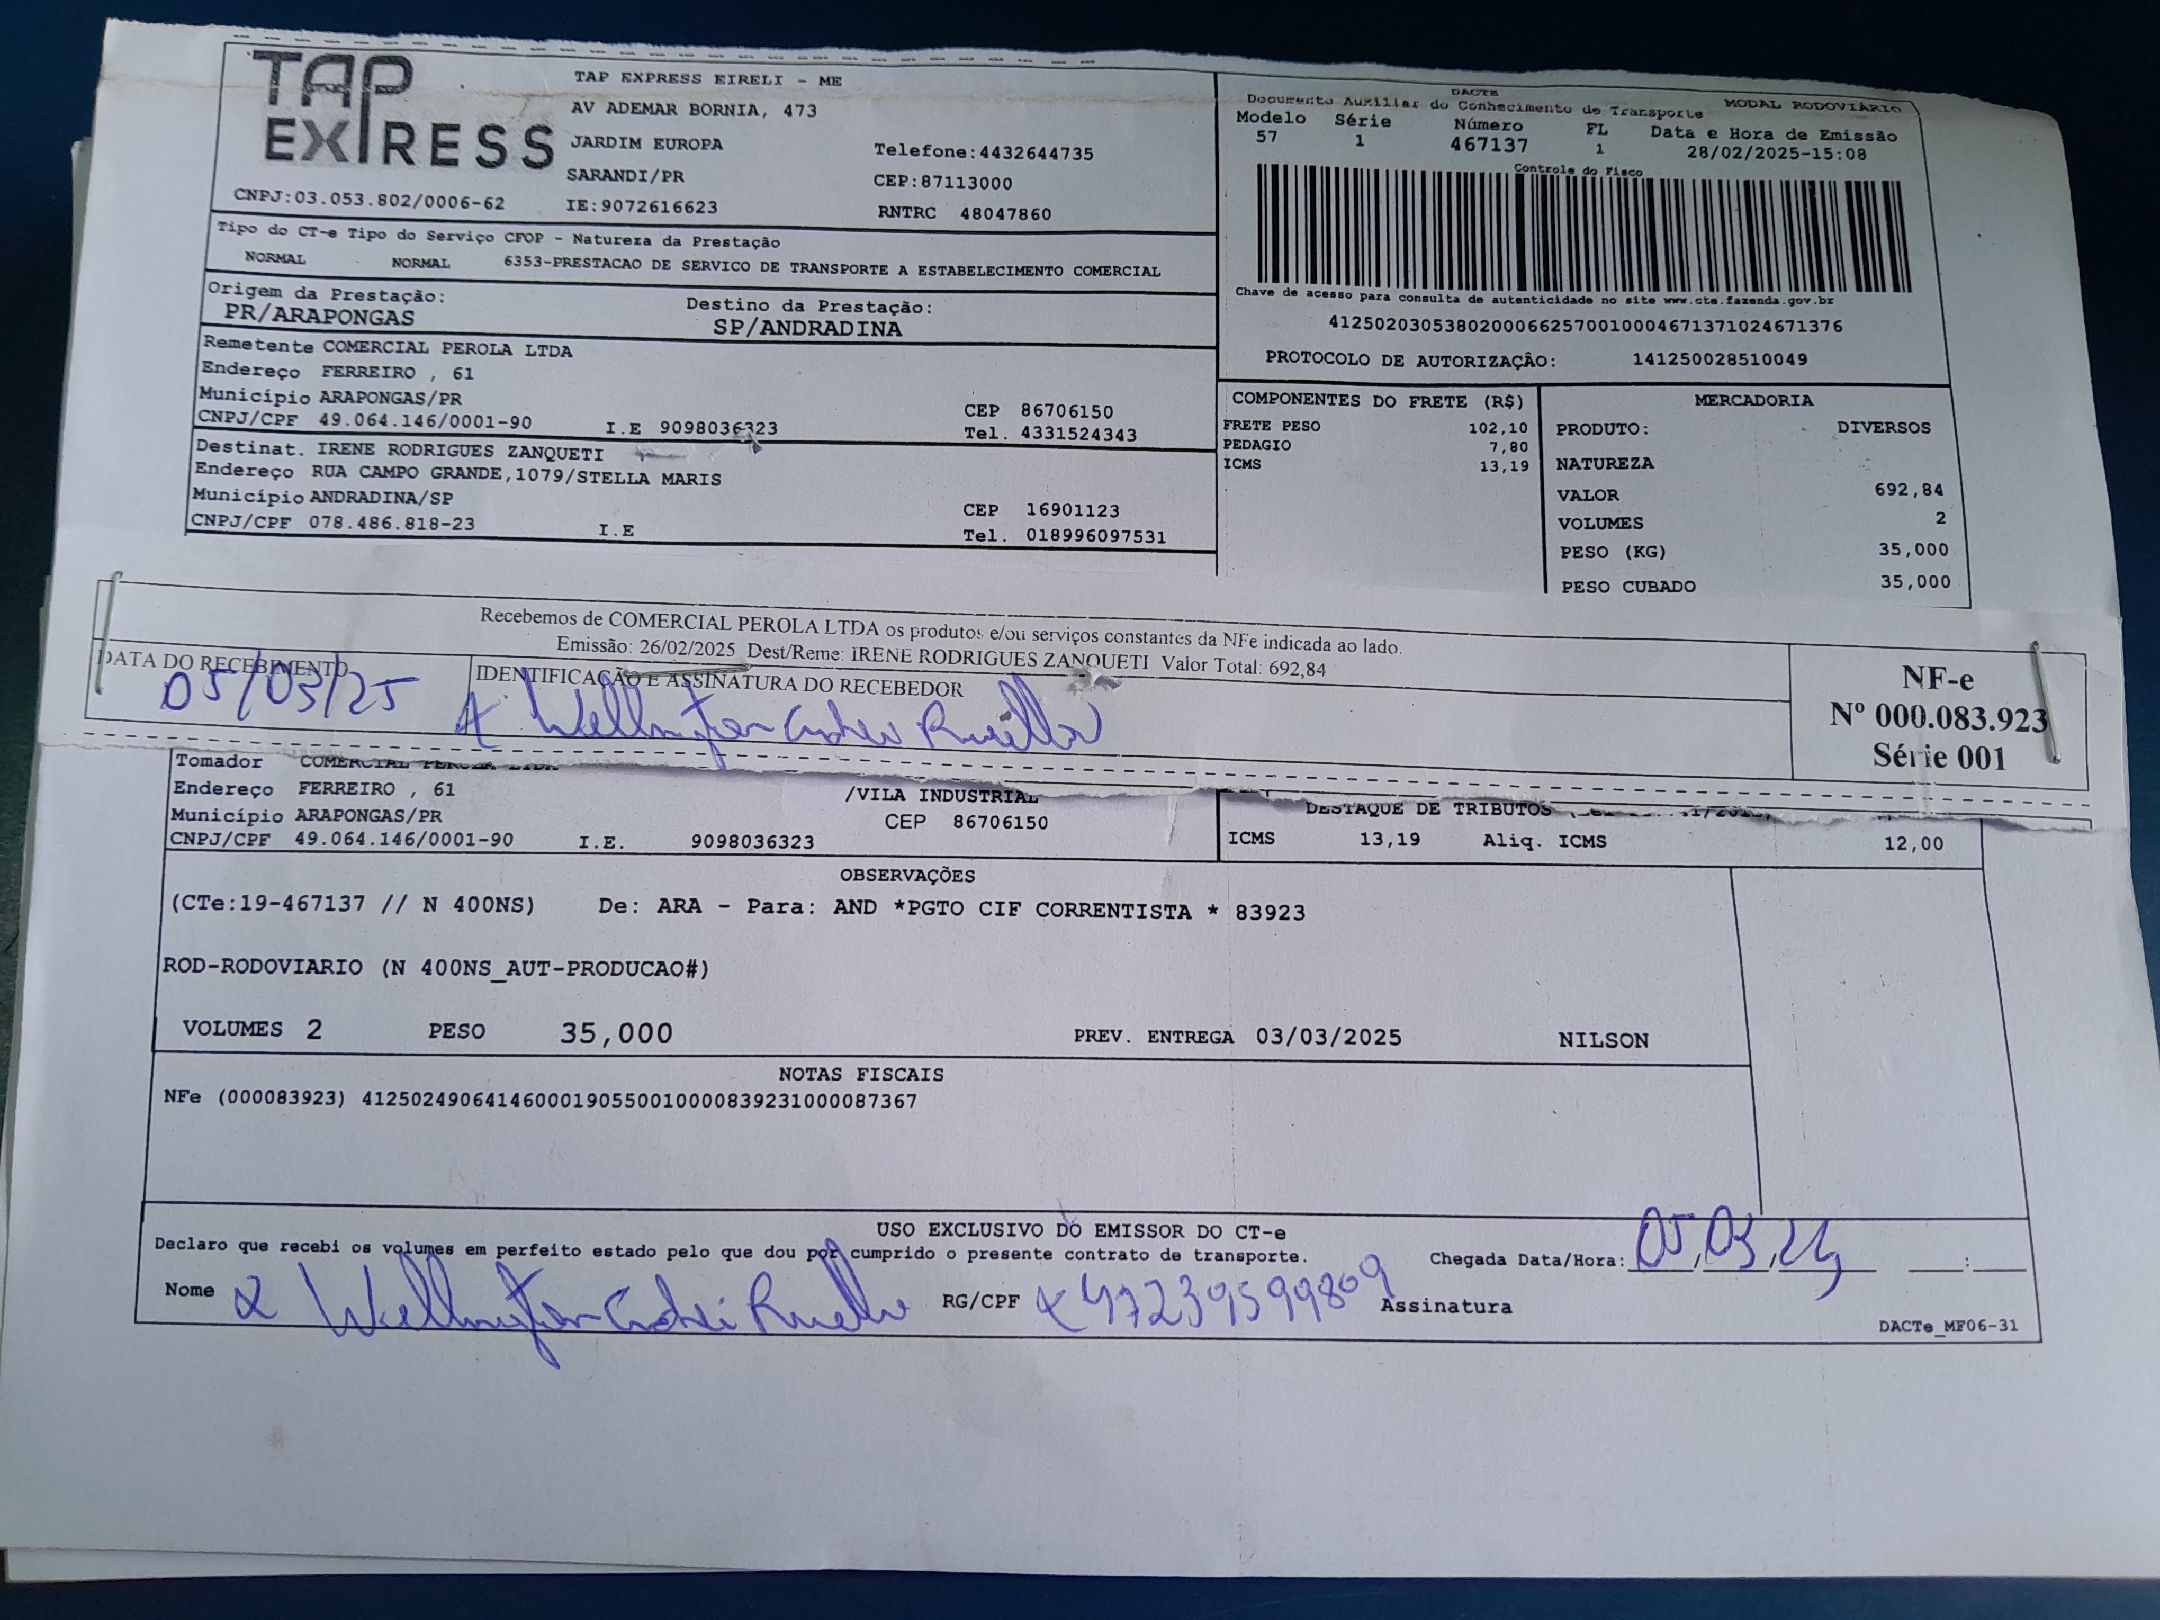 TAP EXPRESS
TAP EXPRESS EIRELI - ME
AV ADEMAR BORNIA, 473
JARDIM EUROPA
Telefone:4432644735
SARANDI/PR
CEP:87113000
CNPJ:03.053.802/0006-62
IE:9072616623
RNTRC 48047860
DACTE
Documento Auxiliar do Conhecimento de Transporte
MODAL RODOVIÁRIO
Modelo Série Número FL Data e Hora de Emissão
57 1 467137 1 28/02/2025-15:08
Controle do Fisco
Chave de acesso para consulta de autenticidade no site www.cte.fazenda.gov.br
41250203053802000662570010004671371024671376
PROTOCOLO DE AUTORIZAÇÃO: 141250028510049
Tipo do CT-e Tipo do Serviço CFOP - Natureza da Prestação
NORMAL NORMAL 6353-PRESTACAO DE SERVICO DE TRANSPORTE A ESTABELECIMENTO COMERCIAL
Origem da Prestação: Destino da Prestação:
PR/ARAPONGAS SP/ANDRADINA
Remetente COMERCIAL PEROLA LTDA
Endereço FERREIRO , 61
Município ARAPONGAS/PR CEP 86706150
CNPJ/CPF 49.064.146/0001-90 I.E 9098036323 Tel. 4331524343
Destinat. IRENE RODRIGUES ZANQUETI
Endereço RUA CAMPO GRANDE,1079/STELLA MARIS
Município ANDRADINA/SP CEP 16901123
CNPJ/CPF 078.486.818-23 I.E Tel. 018996097531
COMPONENTES DO FRETE (R$)
FRETE PESO 102,10
PEDAGIO 7,80
ICMS 13,19
MERCADORIA
PRODUTO: DIVERSOS
NATUREZA
VALOR 692,84
VOLUMES 2
PESO (KG) 35,000
PESO CUBADO 35,000
Recebemos de COMERCIAL PEROLA LTDA os produtos e/ou serviços constantes da NFe indicada ao lado.
Emissão: 26/02/2025 Dest/Reme: IRENE RODRIGUES ZANQUETI Valor Total: 692,84
DATA DO RECEBIMENTO
IDENTIFICAÇÃO E ASSINATURA DO RECEBEDOR
05/03/25
Wellington
NF-e
Nº 000.083.923
Série 001
Tomador COMERCIAL PEROLA LTDA
Endereço FERREIRO , 61 /VILA INDUSTRIAL
Município ARAPONGAS/PR CEP 86706150
CNPJ/CPF 49.064.146/0001-90 I.E. 9098036323
DESTAQUE DE TRIBUTOS
ICMS 13,19 Aliq. ICMS 12,00
OBSERVAÇÕES
(CTe:19-467137 // N 400NS) De: ARA - Para: AND *PGTO CIF CORRENTISTA * 83923
ROD-RODOVIARIO (N 400NS_AUT-PRODUCAO#)
VOLUMES 2 PESO 35,000 PREV. ENTREGA 03/03/2025 NILSON
NOTAS FISCAIS
NFe (000083923) 41250249064146000190550010000839231000087367
USO EXCLUSIVO DO EMISSOR DO CT-e
Declaro que recebi os volumes em perfeito estado pelo que dou por cumprido o presente contrato de transporte.
Chegada Data/Hora: 05,03,25 :
Nome Wellington RG/CPF 47239599809 Assinatura
DACTe_MF06-31